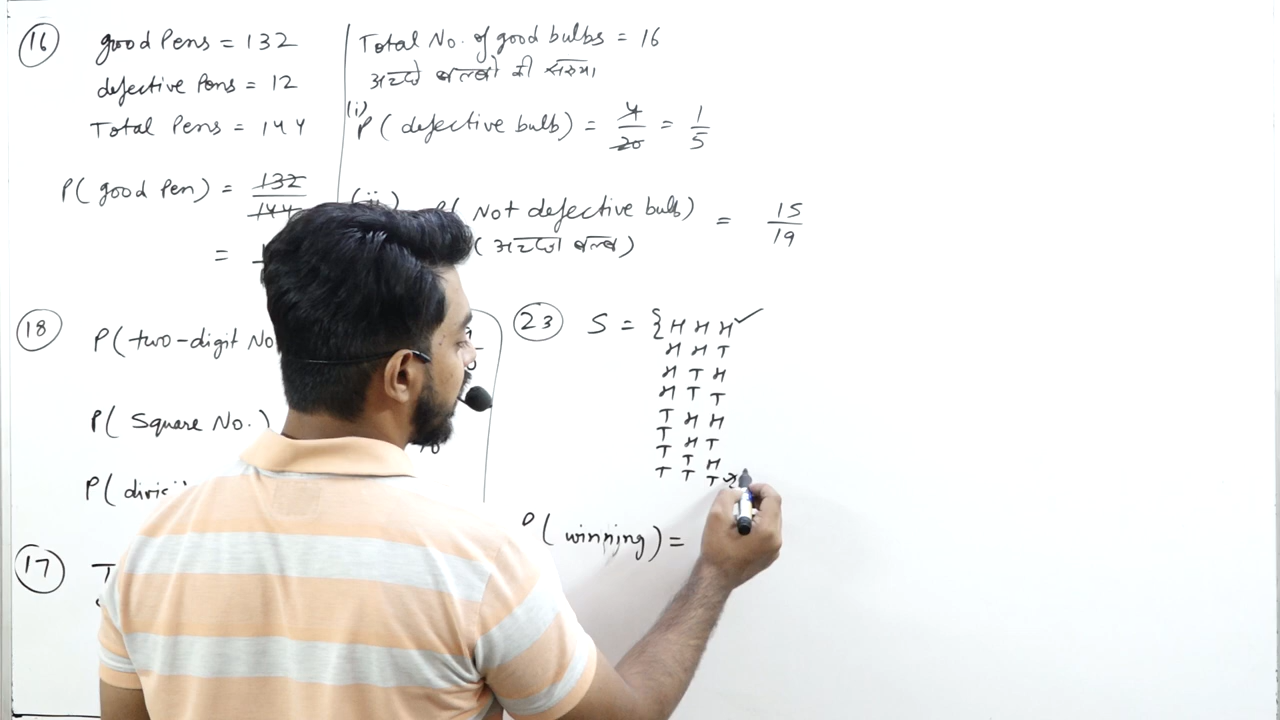 16 good Pens = 132
defective Pens = 12
Total Pens = 144
P( good Pen) = 132/144
=
Total No. of good bulbs = 16
अच्छे बल्बो की संख्या
(i) P( defective bulb) = 4/20 = 1/5
(ii) P( Not defective bulb) = 15/19
( अच्छा बल्ब)
18 P( two-digit No
P( Square No.)
P( divisi
17 T
23 S = { H H H ✓
H H T
H T H
H T T
T H H
T H T
T T H
T T T
P( winning) =